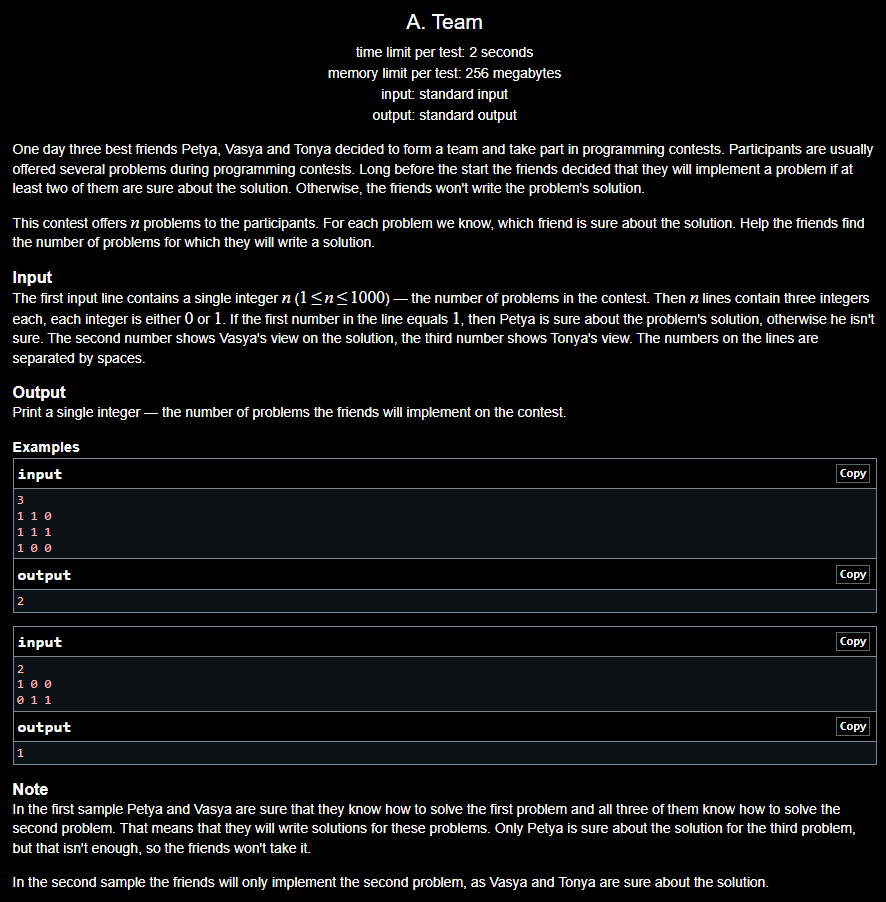 A. Team
time limit per test: 2 seconds
memory limit per test: 256 megabytes
input: standard input
output: standard output
One day three best friends Petya, Vasya and Tonya decided to form a team and take part in programming contests. Participants are usually
offered several problems during programming contests. Long before the start the friends decided that they will implement a problem if at
least two of them are sure about the solution. Otherwise, the friends won't write the problem's solution.
This contest offers n problems to the participants. For each problem we know, which friend is sure about the solution. Help the friends find
the number of problems for which they will write a solution.
Input
The first input line contains a single integer n (1 ≤ n ≤ 1000) — the number of problems in the contest. Then n lines contain three integers
each, each integer is either 0 or 1. If the first number in the line equals 1, then Petya is sure about the problem's solution, otherwise he isn't
sure. The second number shows Vasya's view on the solution, the third number shows Tonya's view. The numbers on the lines are
separated by spaces.
Output
Print a single integer — the number of problems the friends will implement on the contest.
Examples
input Copy
3
1 1 0
1 1 1
1 0 0
output Copy
2
input Copy
2
1 0 0
0 1 1
output Copy
1
Note
In the first sample Petya and Vasya are sure that they know how to solve the first problem and all three of them know how to solve the
second problem. That means that they will write solutions for these problems. Only Petya is sure about the solution for the third problem,
but that isn't enough, so the friends won't take it.
In the second sample the friends will only implement the second problem, as Vasya and Tonya are sure about the solution.